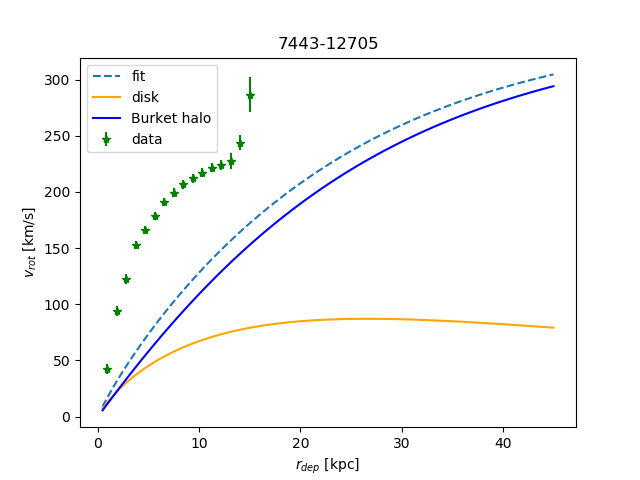 7443-12705
fit
disk
Burket halo
data
300
250
200
150
100
50
0
v_rot [km/s]
0 10 20 30 40
r_dep [kpc]